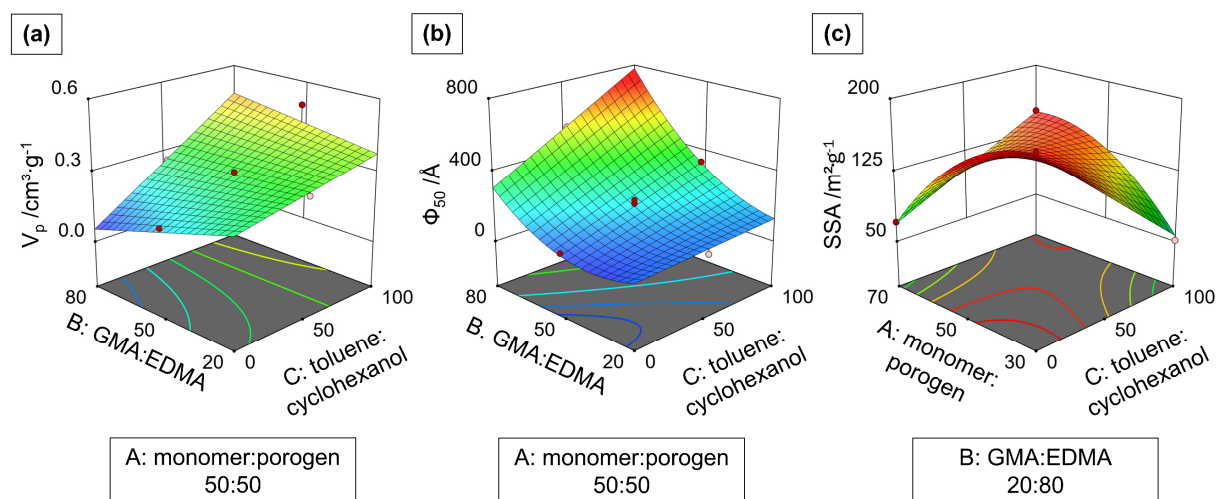 (a)
0.6
0.3
0.0
Vp /cm³·g⁻¹
80
50
20
B: GMA:EDMA
0
50
100
C: toluene:
cyclohexanol
A: monomer:porogen
50:50
(b)
800
400
0
Φ50 /Å
80
50
20
B. GMA:EDMA
0
50
100
C: toluene:
cyclohexanol
A: monomer:porogen
50:50
(c)
200
125
50
SSA /m²·g⁻¹
70
50
30
A: monomer:
porogen
0
50
100
C: toluene:
cyclohexanol
B: GMA:EDMA
20:80